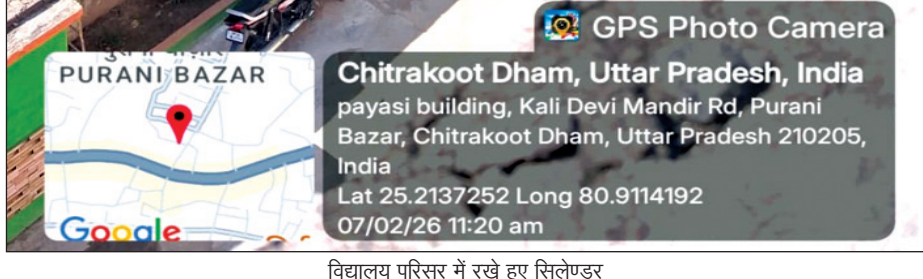 GPS Photo Camera
PURANI BAZAR
Chitrakoot Dham, Uttar Pradesh, India
payasi building, Kali Devi Mandir Rd, Purani
Bazar, Chitrakoot Dham, Uttar Pradesh 210205,
India
Lat 25.2137252 Long 80.9114192
07/02/26 11:20 am
Google
विद्यालय परिसर में रखे हुए सिलेण्डर